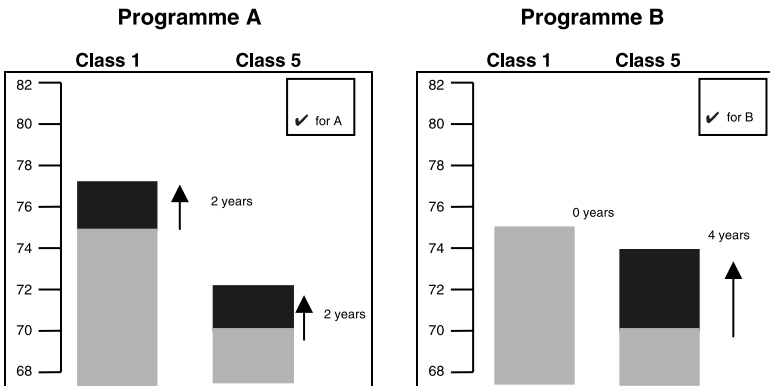 Programme A
Class 1 Class 5
82
80
78
76
74
72
70
68
✔ for A
2 years
2 years
Programme B
Class 1 Class 5
82
80
78
76
74
72
70
68
✔ for B
0 years
4 years